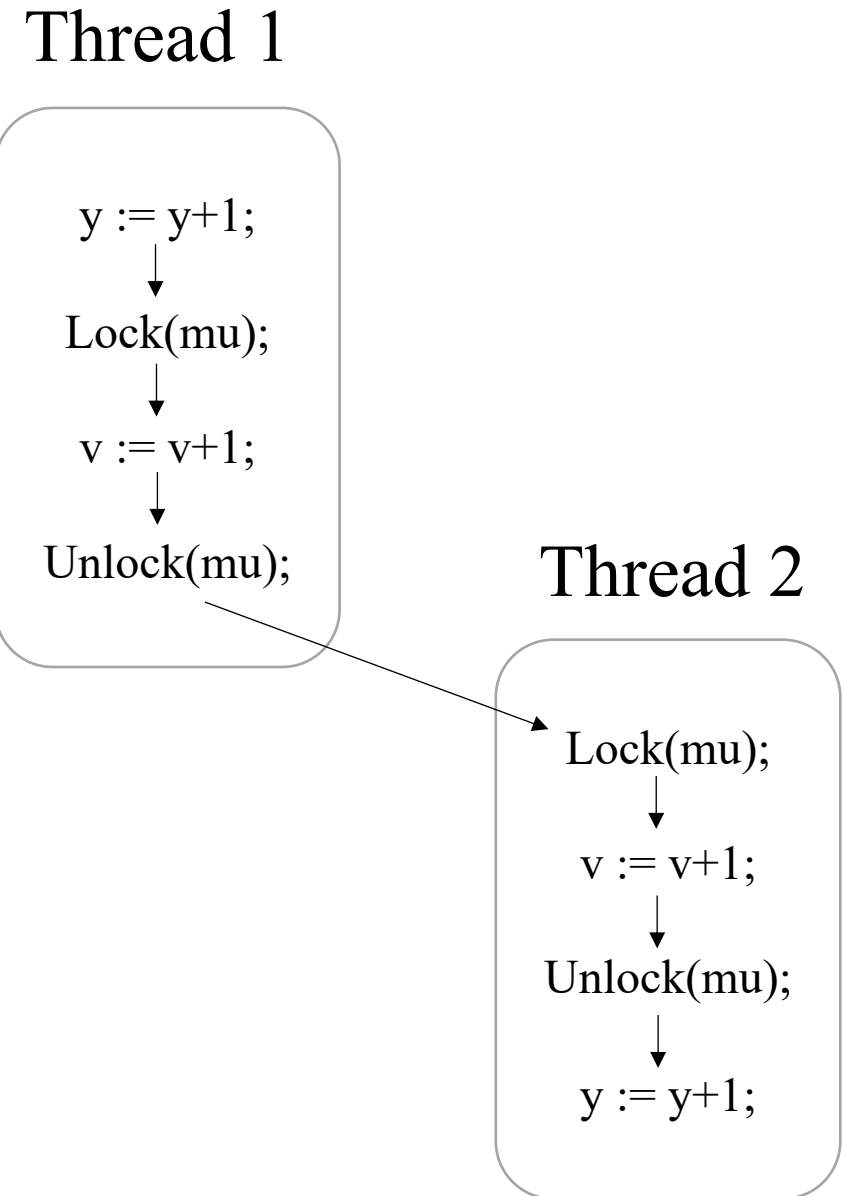 Thread 1
y := y+1;
Lock(mu);
v := v+1;
Unlock(mu);
Thread 2
Lock(mu);
v := v+1;
Unlock(mu);
y := y+1;